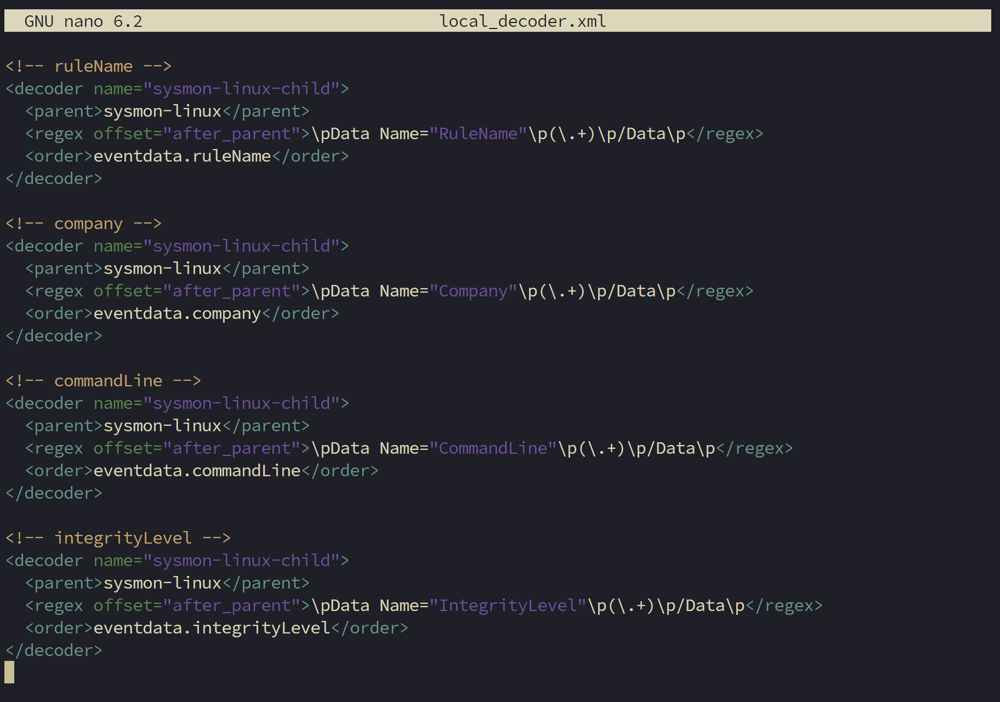 GNU nano 6.2 local_decoder.xml
<!-- ruleName -->
<decoder name="sysmon-linux-child">
  <parent>sysmon-linux</parent>
  <regex offset="after_parent">\pData Name="RuleName"\p(\.+)\p/Data\p</regex>
  <order>eventdata.ruleName</order>
</decoder>
<!-- company -->
<decoder name="sysmon-linux-child">
  <parent>sysmon-linux</parent>
  <regex offset="after_parent">\pData Name="Company"\p(\.+)\p/Data\p</regex>
  <order>eventdata.company</order>
</decoder>
<!-- commandLine -->
<decoder name="sysmon-linux-child">
  <parent>sysmon-linux</parent>
  <regex offset="after_parent">\pData Name="CommandLine"\p(\.+)\p/Data\p</regex>
  <order>eventdata.commandLine</order>
</decoder>
<!-- integrityLevel -->
<decoder name="sysmon-linux-child">
  <parent>sysmon-linux</parent>
  <regex offset="after_parent">\pData Name="IntegrityLevel"\p(\.+)\p/Data\p</regex>
  <order>eventdata.integrityLevel</order>
</decoder>